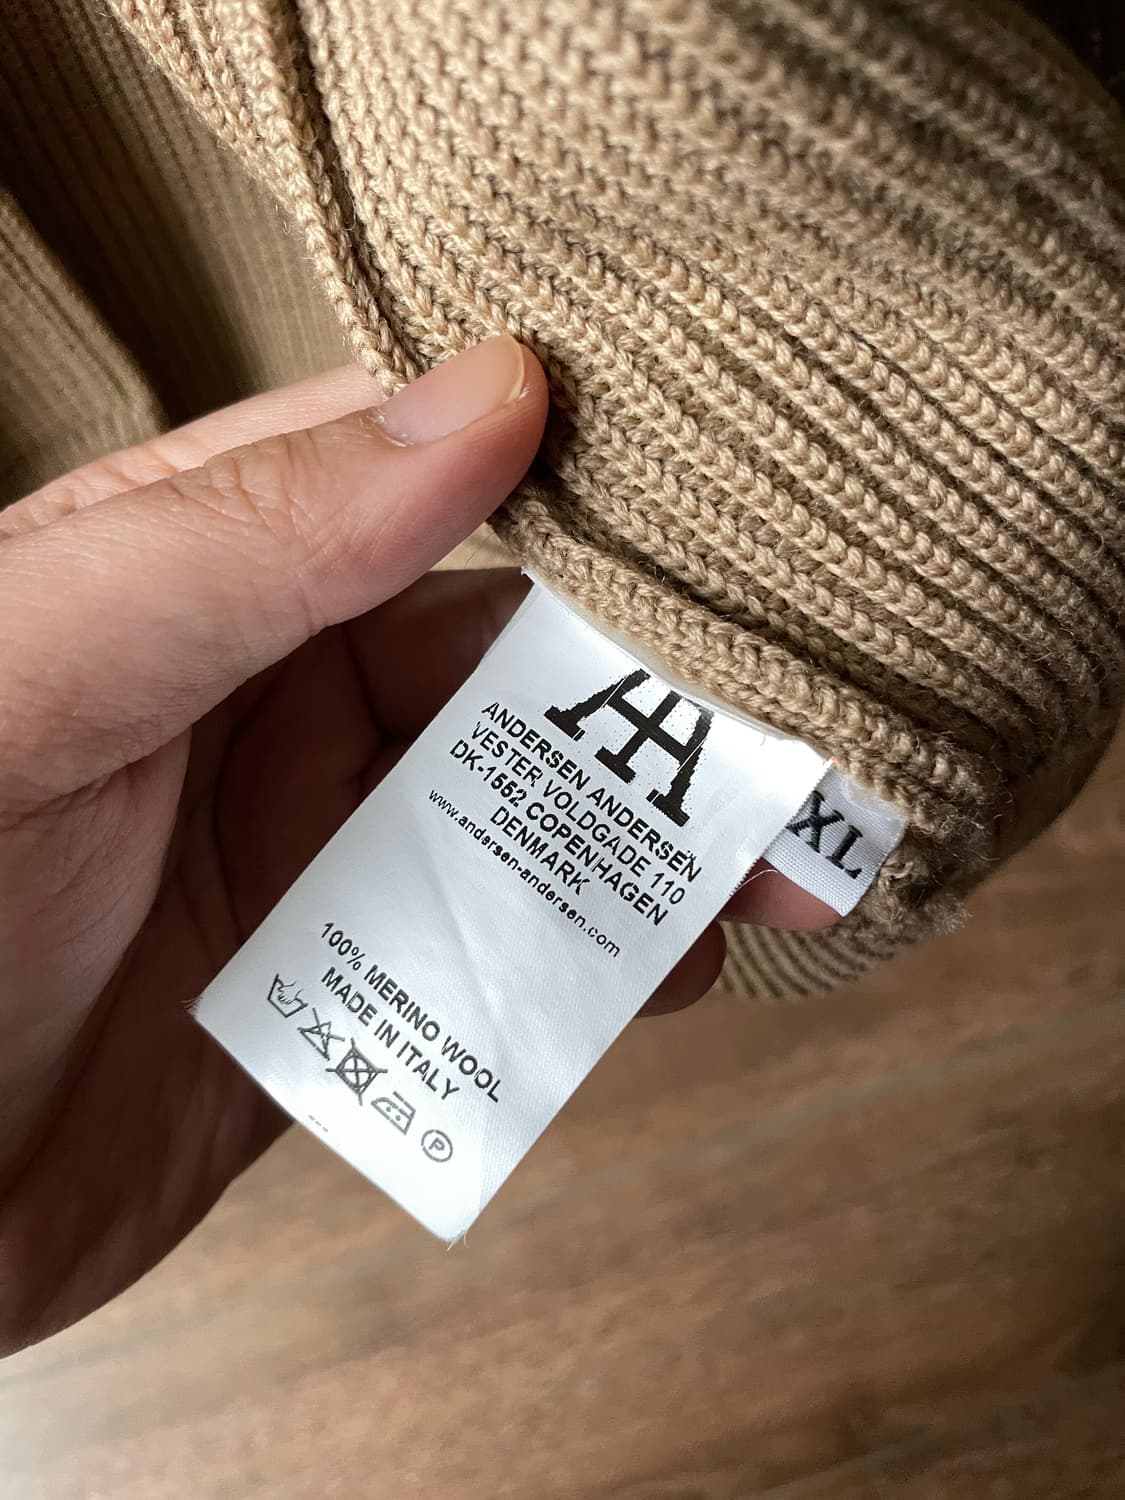 AA
ANDERSEN ANDERSEN
VESTER VOLDGADE 110
DK-1552 COPENHAGEN
DENMARK
www.andersen-andersen.com
100% MERINO WOOL
MADE IN ITALY
P
XL